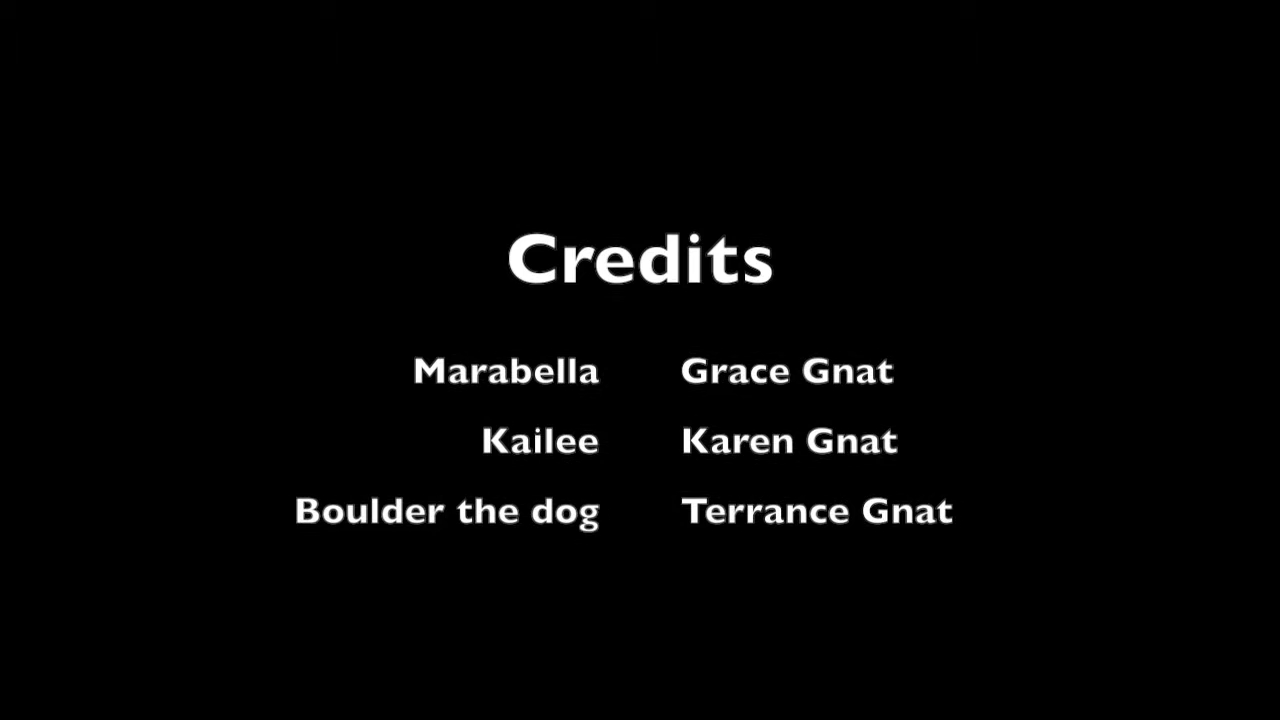 Credits
Marabella Grace Gnat
Kailee Karen Gnat
Boulder the dog Terrance Gnat